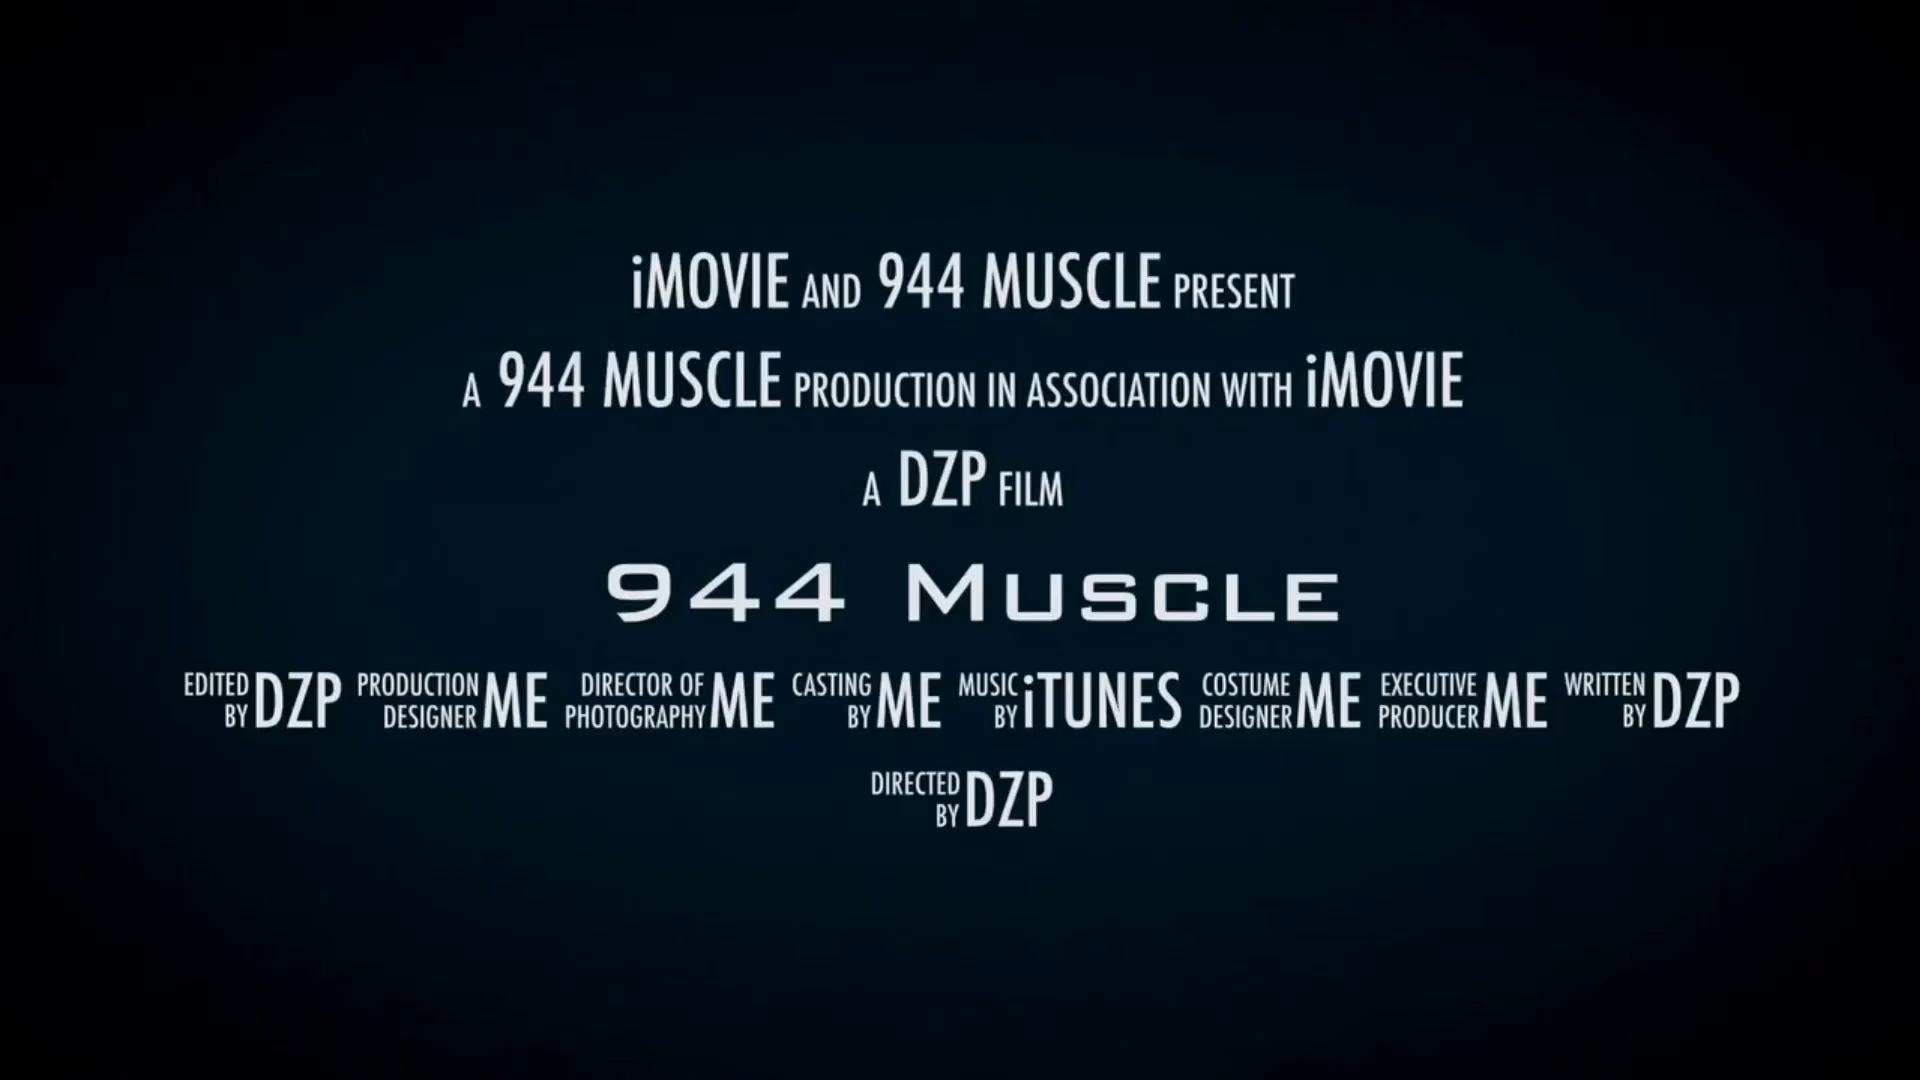 iMOVIE AND 944 MUSCLE PRESENT
A 944 MUSCLE PRODUCTION IN ASSOCIATION WITH iMOVIE
A DZP FILM
944 MUSCLE
EDITED BY DZP PRODUCTION DESIGNER ME DIRECTOR OF PHOTOGRAPHY ME CASTING BY ME MUSIC BY iTUNES COSTUME DESIGNER ME EXECUTIVE PRODUCER ME WRITTEN BY DZP
DIRECTED BY DZP